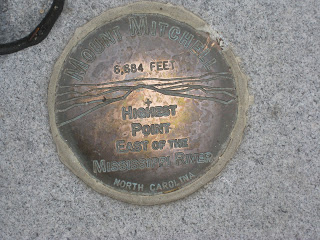 MOUNT MITCHELL
6,684 FEET
HIGHEST
POINT
EAST OF THE
MISSISSIPPI RIVER
NORTH CAROLINA